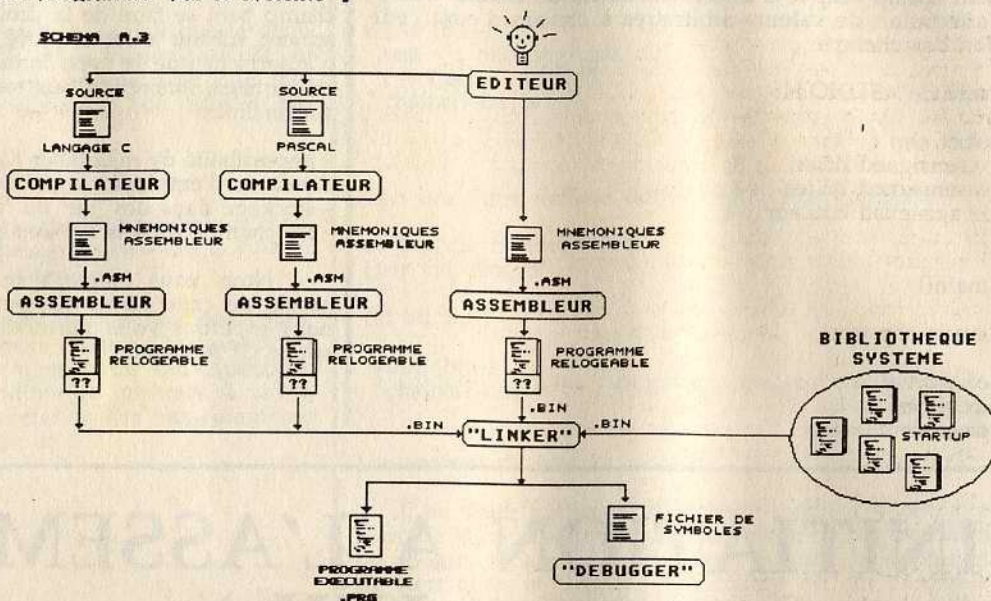 SCHEMA A.3
EDITEUR
SOURCE
LANGAGE C
SOURCE
PASCAL
COMPILATEUR
COMPILATEUR
MNEMONIQUES
ASSEMBLEUR
MNEMONIQUES
ASSEMBLEUR
MNEMONIQUES
ASSEMBLEUR
.ASM
.ASM
.ASM
ASSEMBLEUR
ASSEMBLEUR
ASSEMBLEUR
PROGRAMME
RELOGEABLE
??
PROGRAMME
RELOGEABLE
??
PROGRAMME
RELOGEABLE
??
BIBLIOTHEQUE
SYSTEME
STARTUP
.BIN
.BIN
.BIN
"LINKER"
PROGRAMME
EXECUTABLE
.PRG
FICHIER DE
SYMBOLES
"DEBUGGER"